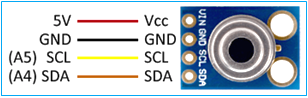 5V Vcc
GND GND
(A5) SCL SCL
(A4) SDA SDA
VIN GND SCL SDA